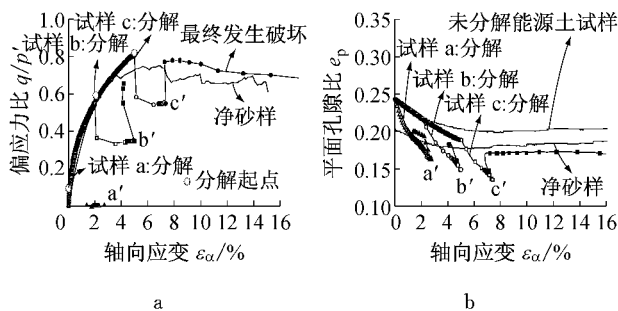 试样 c:分解
试样
b:分解
最终发生破坏
净砂样
c′
b′
试样a:分解
分解起点
a′
偏应力比 q/p′
1.0
0.8
0.6
0.4
0.2
0 2 4 6 8 10 12 14 16
轴向应变 εα/%
a
未分解能源土试样
试样 a:分解
试样 b:分解
试样 c:分解
a′
b′
c′
净砂样
平面孔隙比 ep
0.35
0.30
0.25
0.20
0.15
0.10
0 2 4 6 8 10 12 14 16
轴向应变 εα/%
b